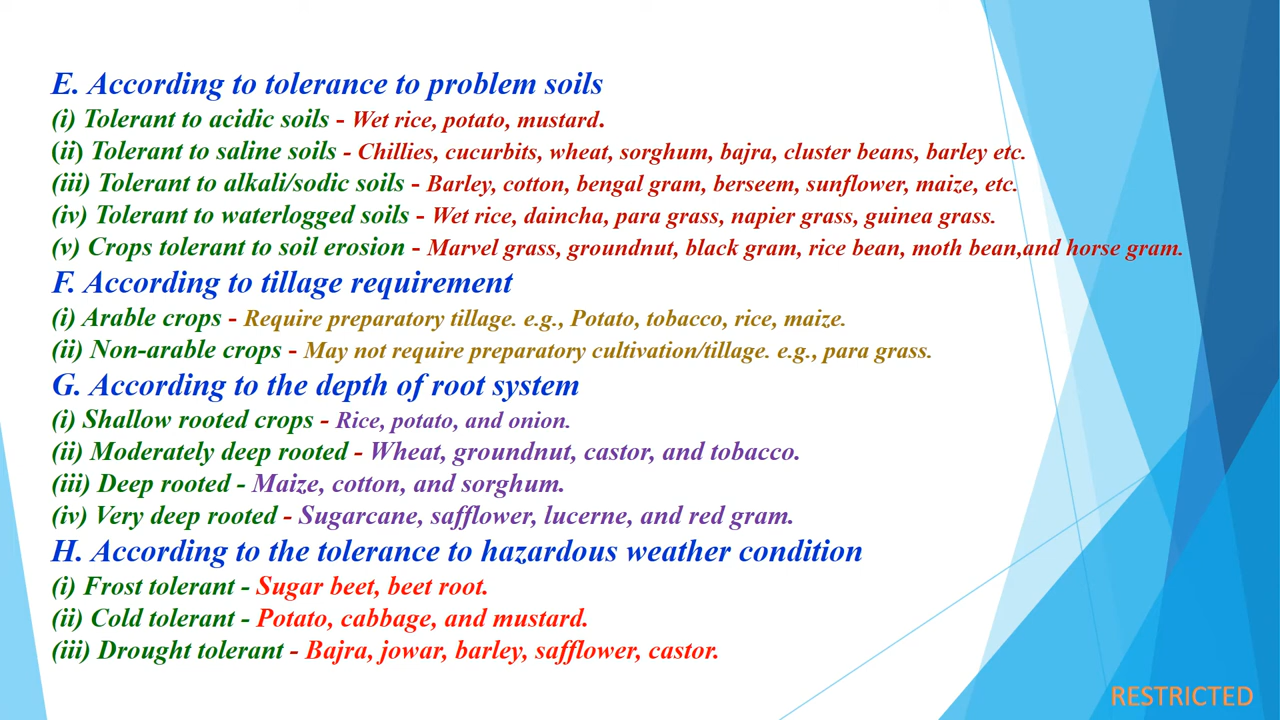 E. According to tolerance to problem soils
(i) Tolerant to acidic soils - Wet rice, potato, mustard.
(ii) Tolerant to saline soils - Chillies, cucurbits, wheat, sorghum, bajra, cluster beans, barley etc.
(iii) Tolerant to alkali/sodic soils - Barley, cotton, bengal gram, berseem, sunflower, maize, etc.
(iv) Tolerant to waterlogged soils - Wet rice, daincha, para grass, napier grass, guinea grass.
(v) Crops tolerant to soil erosion - Marvel grass, groundnut, black gram, rice bean, moth bean,and horse gram.
F. According to tillage requirement
(i) Arable crops - Require preparatory tillage. e.g., Potato, tobacco, rice, maize.
(ii) Non-arable crops - May not require preparatory cultivation/tillage. e.g., para grass.
G. According to the depth of root system
(i) Shallow rooted crops - Rice, potato, and onion.
(ii) Moderately deep rooted - Wheat, groundnut, castor, and tobacco.
(iii) Deep rooted - Maize, cotton, and sorghum.
(iv) Very deep rooted - Sugarcane, safflower, lucerne, and red gram.
H. According to the tolerance to hazardous weather condition
(i) Frost tolerant - Sugar beet, beet root.
(ii) Cold tolerant - Potato, cabbage, and mustard.
(iii) Drought tolerant - Bajra, jowar, barley, safflower, castor.
RESTRICTED